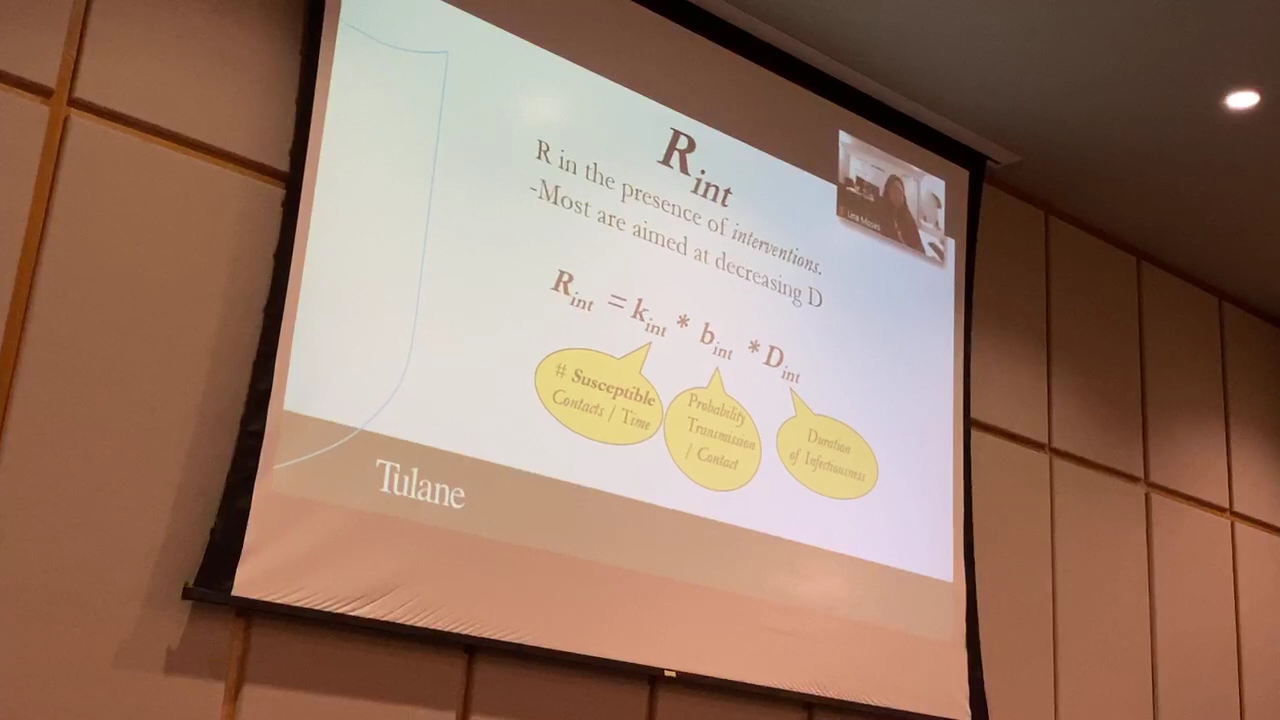 R int
R in the presence of interventions.
-Most are aimed at decreasing D
R int = k int * b int * D int
# Susceptible
Contacts / Time
Probability
Transmission
/ Contact
Duration
of Infectiousness
Tulane
Lina Moses